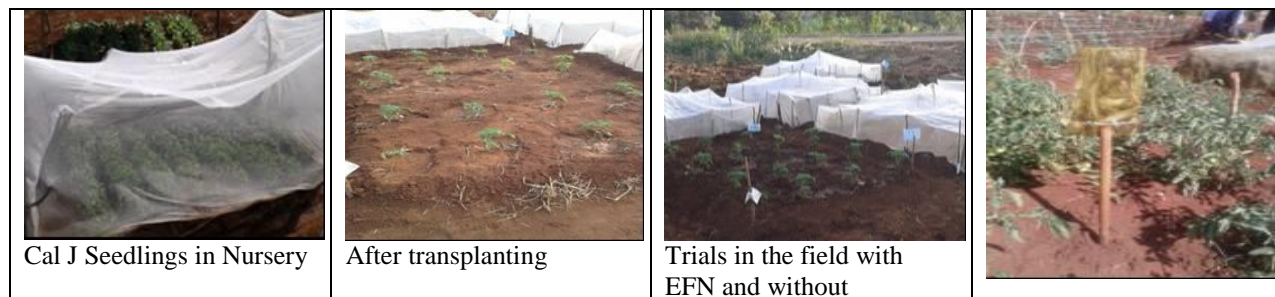 Cal J Seedlings in Nursery
After transplanting
Trials in the field with
EFN and without